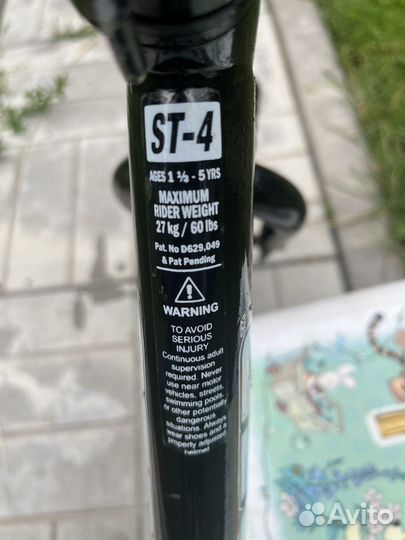 ST-4
AGES 1 ½ - 5 YRS
MAXIMUM
RIDER WEIGHT
27 kg / 60 lbs
Pat. No D629,049
& Pat Pending
WARNING
TO AVOID
SERIOUS
INJURY
Continuous adult
supervision
required. Never
use near motor
vehicles, streets,
swimming pools,
or other potentially
dangerous
situations. Always
wear shoes and a
properly adjusted
helmet
Avito